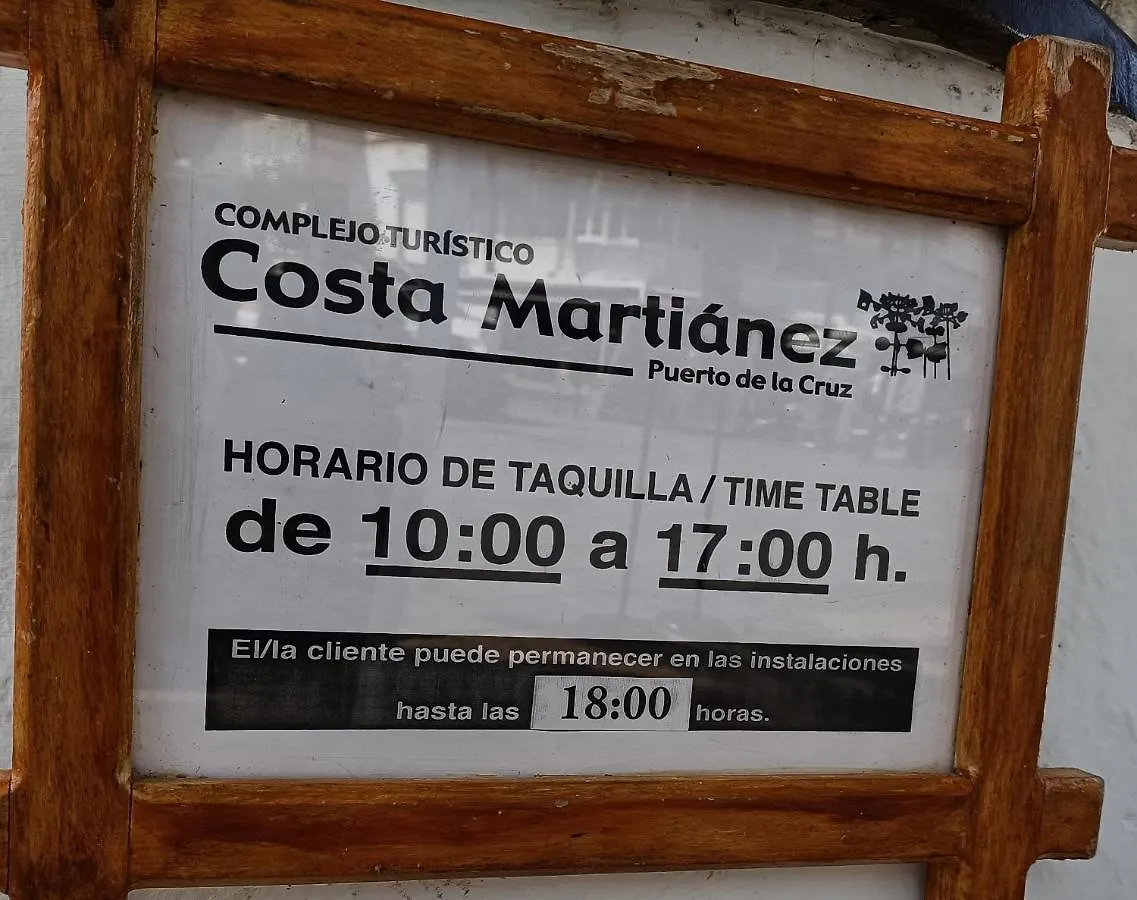 COMPLEJO TURÍSTICO
Costa Martiánez
Puerto de la Cruz
HORARIO DE TAQUILLA / TIME TABLE
de 10:00 a 17:00 h.
El/la cliente puede permanecer en las instalaciones
hasta las 18:00 horas.